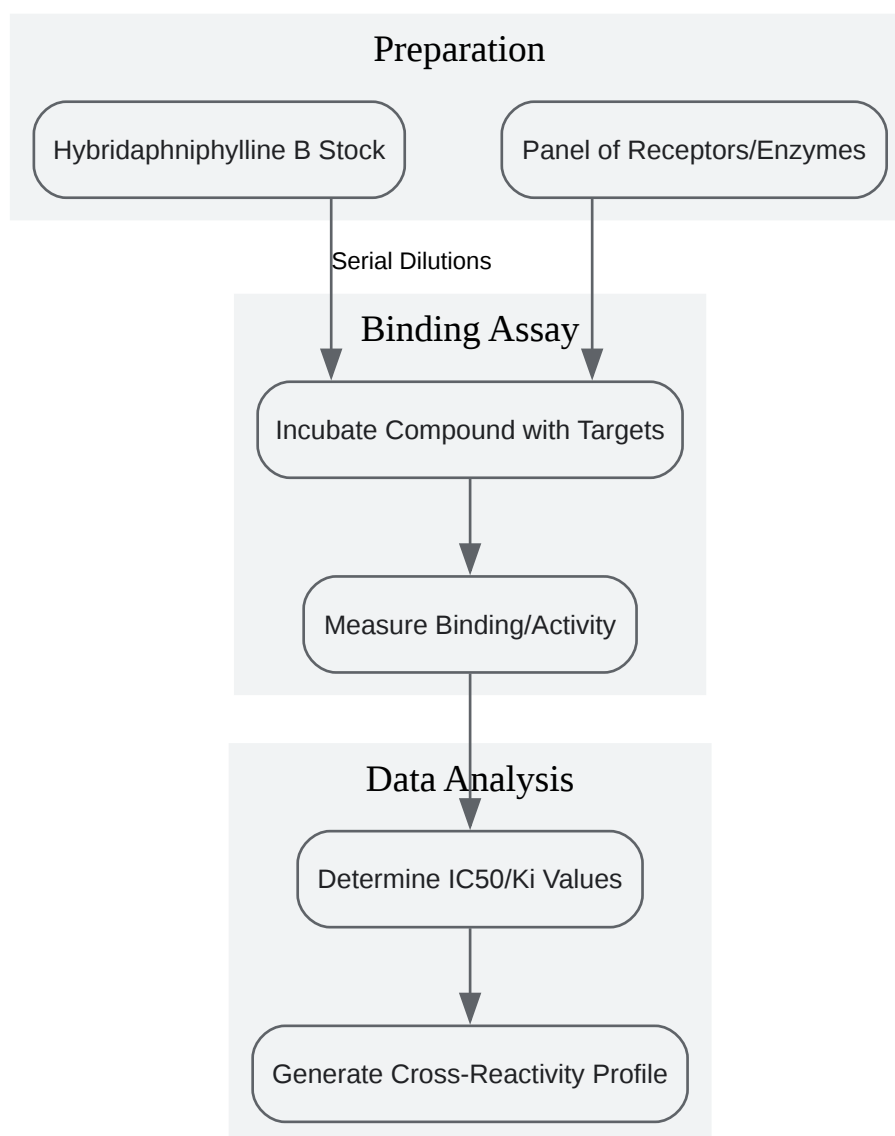 Preparation
Hybridaphniphylline B Stock
Panel of Receptors/Enzymes
Serial Dilutions
Binding Assay
Incubate Compound with Targets
Measure Binding/Activity
Data Analysis
Determine IC50/Ki Values
Generate Cross-Reactivity Profile